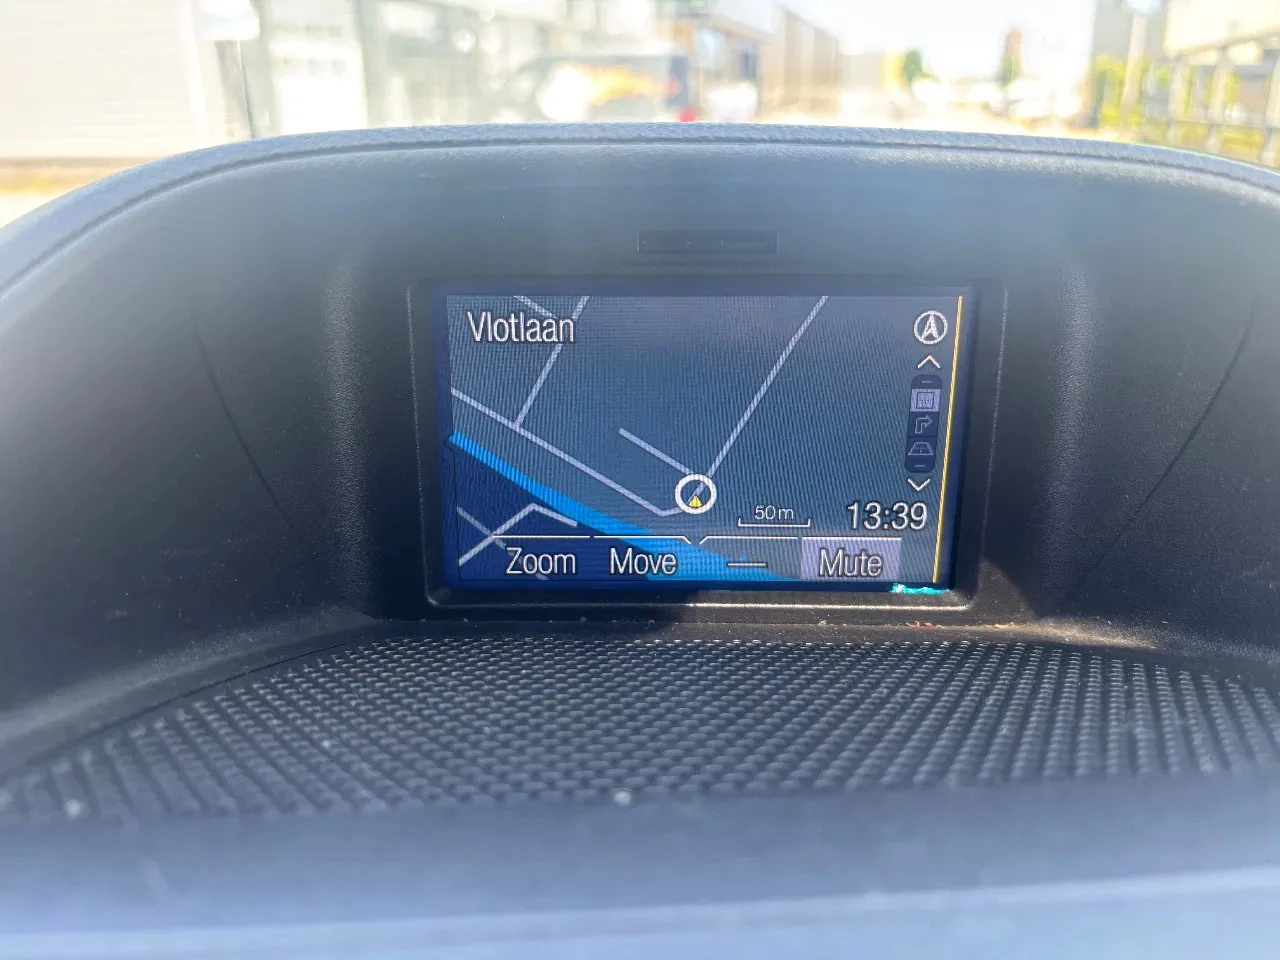 Vlotlaan
50m
13:39
Zoom Move — Mute